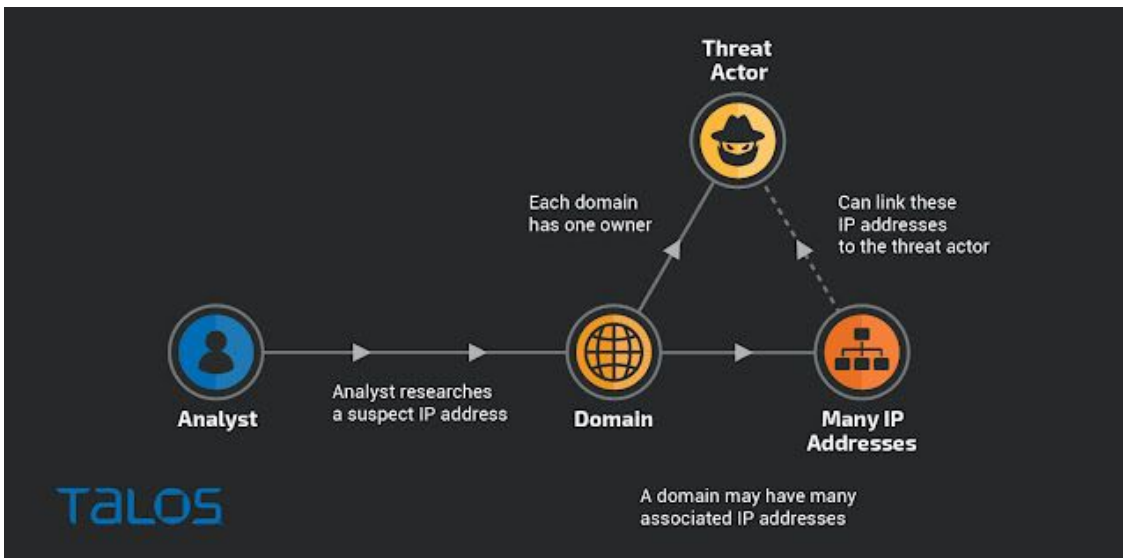 Threat
Actor
Each domain
has one owner
Can link these
IP addresses
to the threat actor
Analyst researches
a suspect IP address
Analyst
Domain
Many IP
Addresses
A domain may have many
associated IP addresses
TALOS